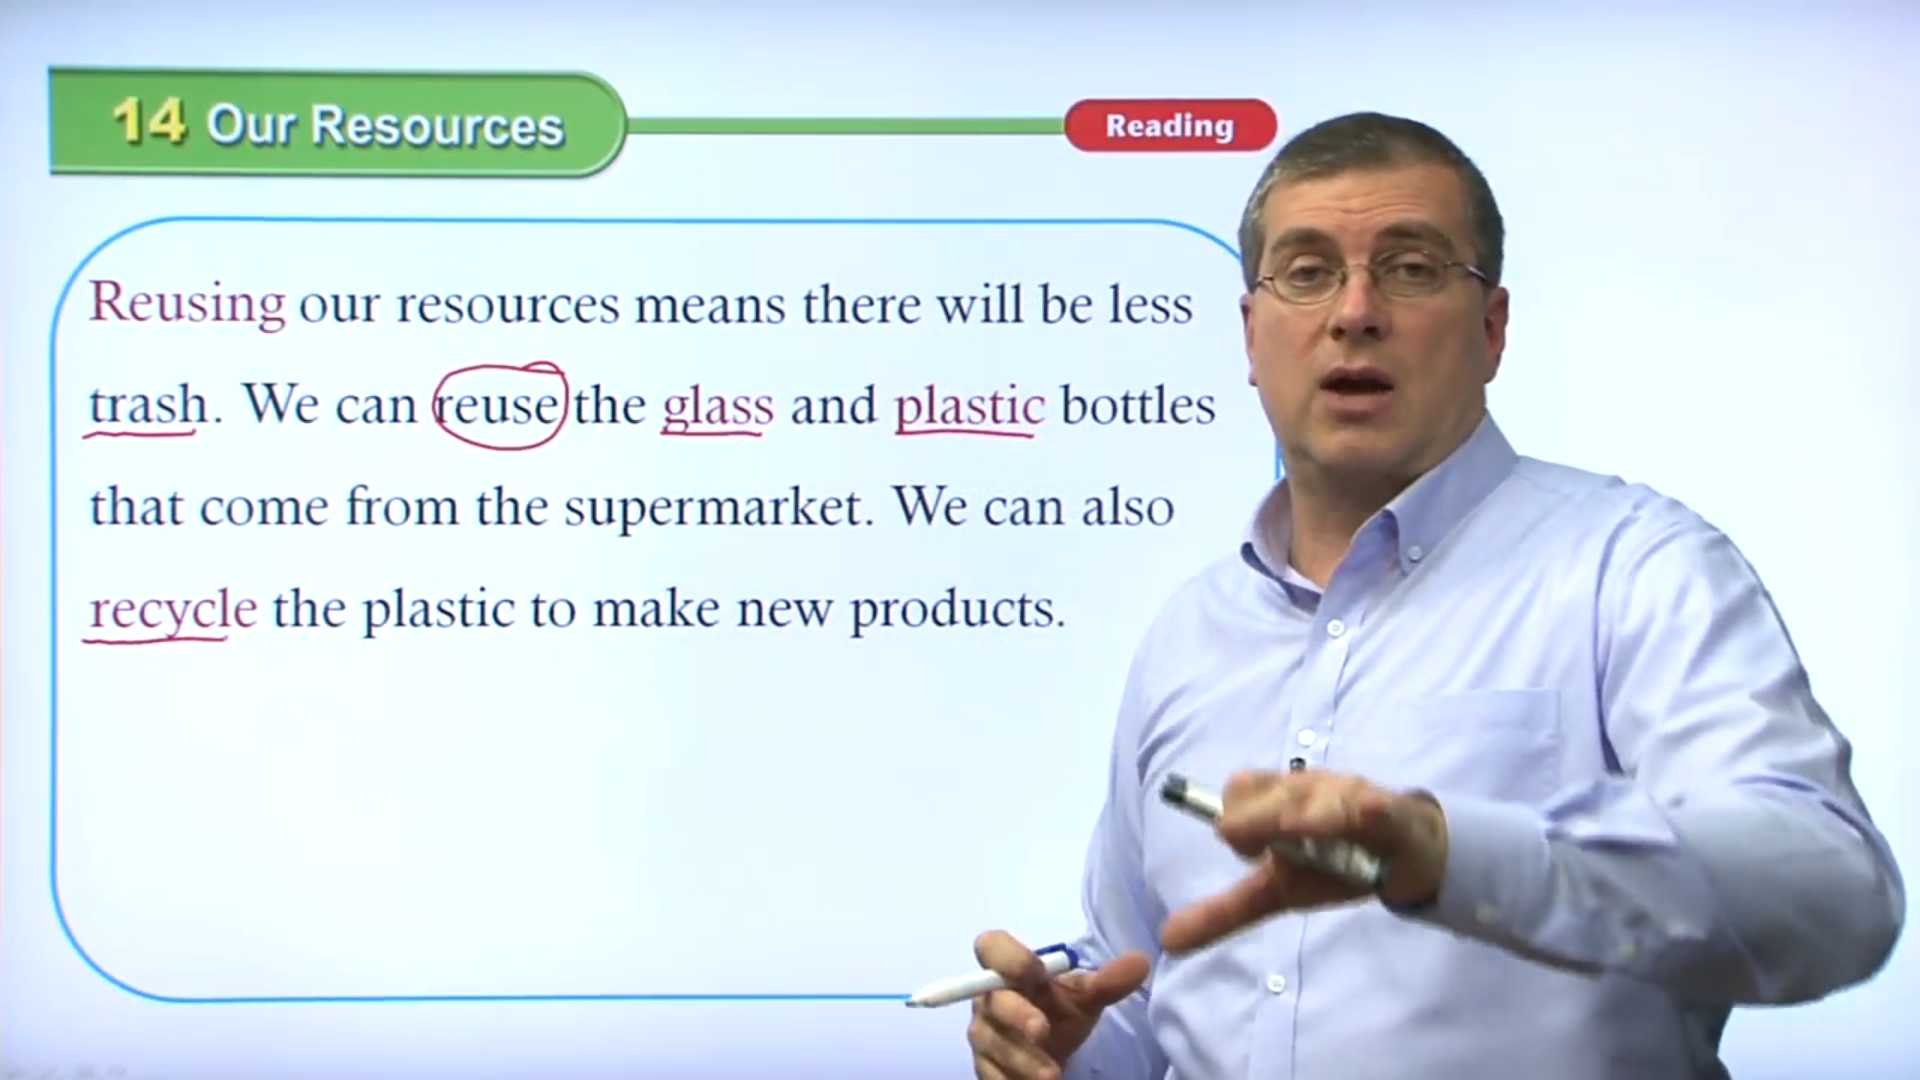 14 Our Resources
Reading
Reusing our resources means there will be less
trash. We can reuse the glass and plastic bottles
that come from the supermarket. We can also
recycle the plastic to make new products.